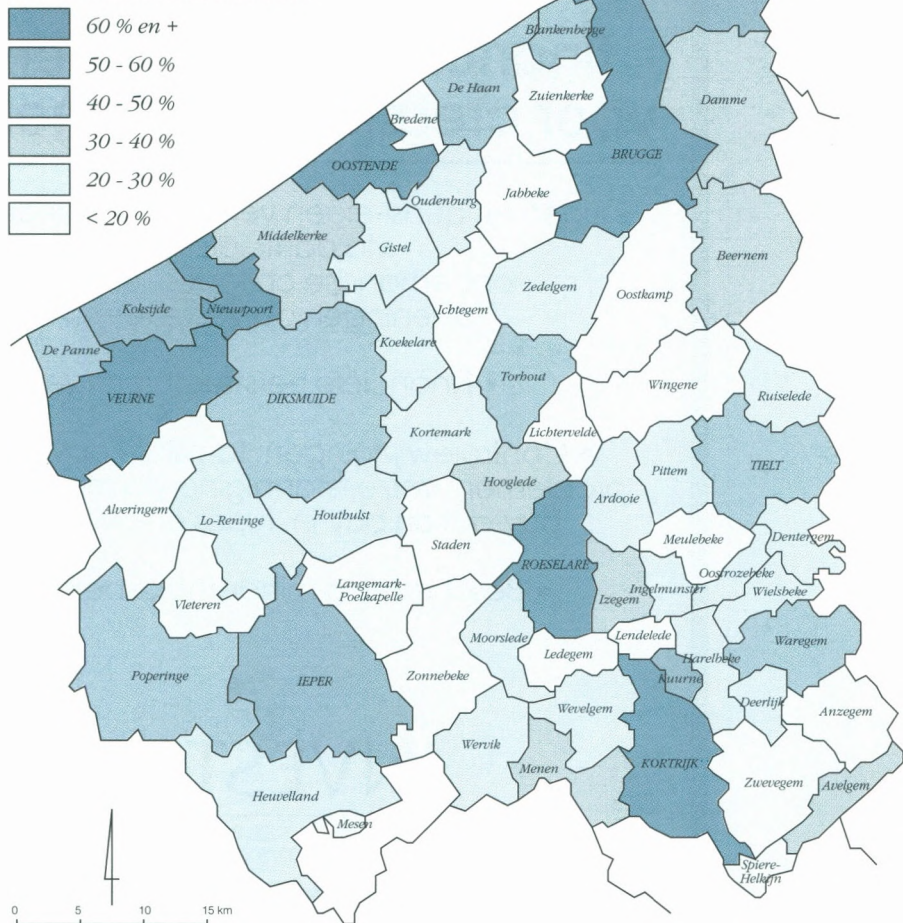 60 % en +
50 - 60 %
40 - 50 %
30 - 40 %
20 - 30 %
< 20 %
Blankenberge
De Haan
Zuienkerke
Damme
Bredene
OOSTENDE
BRUGGE
Oudenburg
Jabbeke
Middelkerke
Gistel
Beernem
Zedelgem
Oostkamp
Koksijde
Nieuwpoort
Ichtegem
De Panne
Koekelare
Torhout
Wingene
Ruiselede
VEURNE
DIKSMUIDE
Kortemark
Lichtervelde
TIELT
Pittem
Hooglede
Ardooie
Alveringem
Lo-Reninge
Houthulst
Staden
Meulebeke
Dentergem
ROESELARE
Oostrozebeke
Langemark-
Poelkapelle
Ingelmunster
Wielsbeke
Izegem
Vleteren
Moorslede
Lendelede
Waregem
Ledegem
Harelbeke
Poperinge
IEPER
Zonnebeke
Kuurne
Deerlijk
Wevelgem
Anzegem
Wervik
Menen
KORTRIJK
Zwevegem
Avelgem
Heuvelland
Mesen
Spiere-
Helkijn
0 5 10 15 km